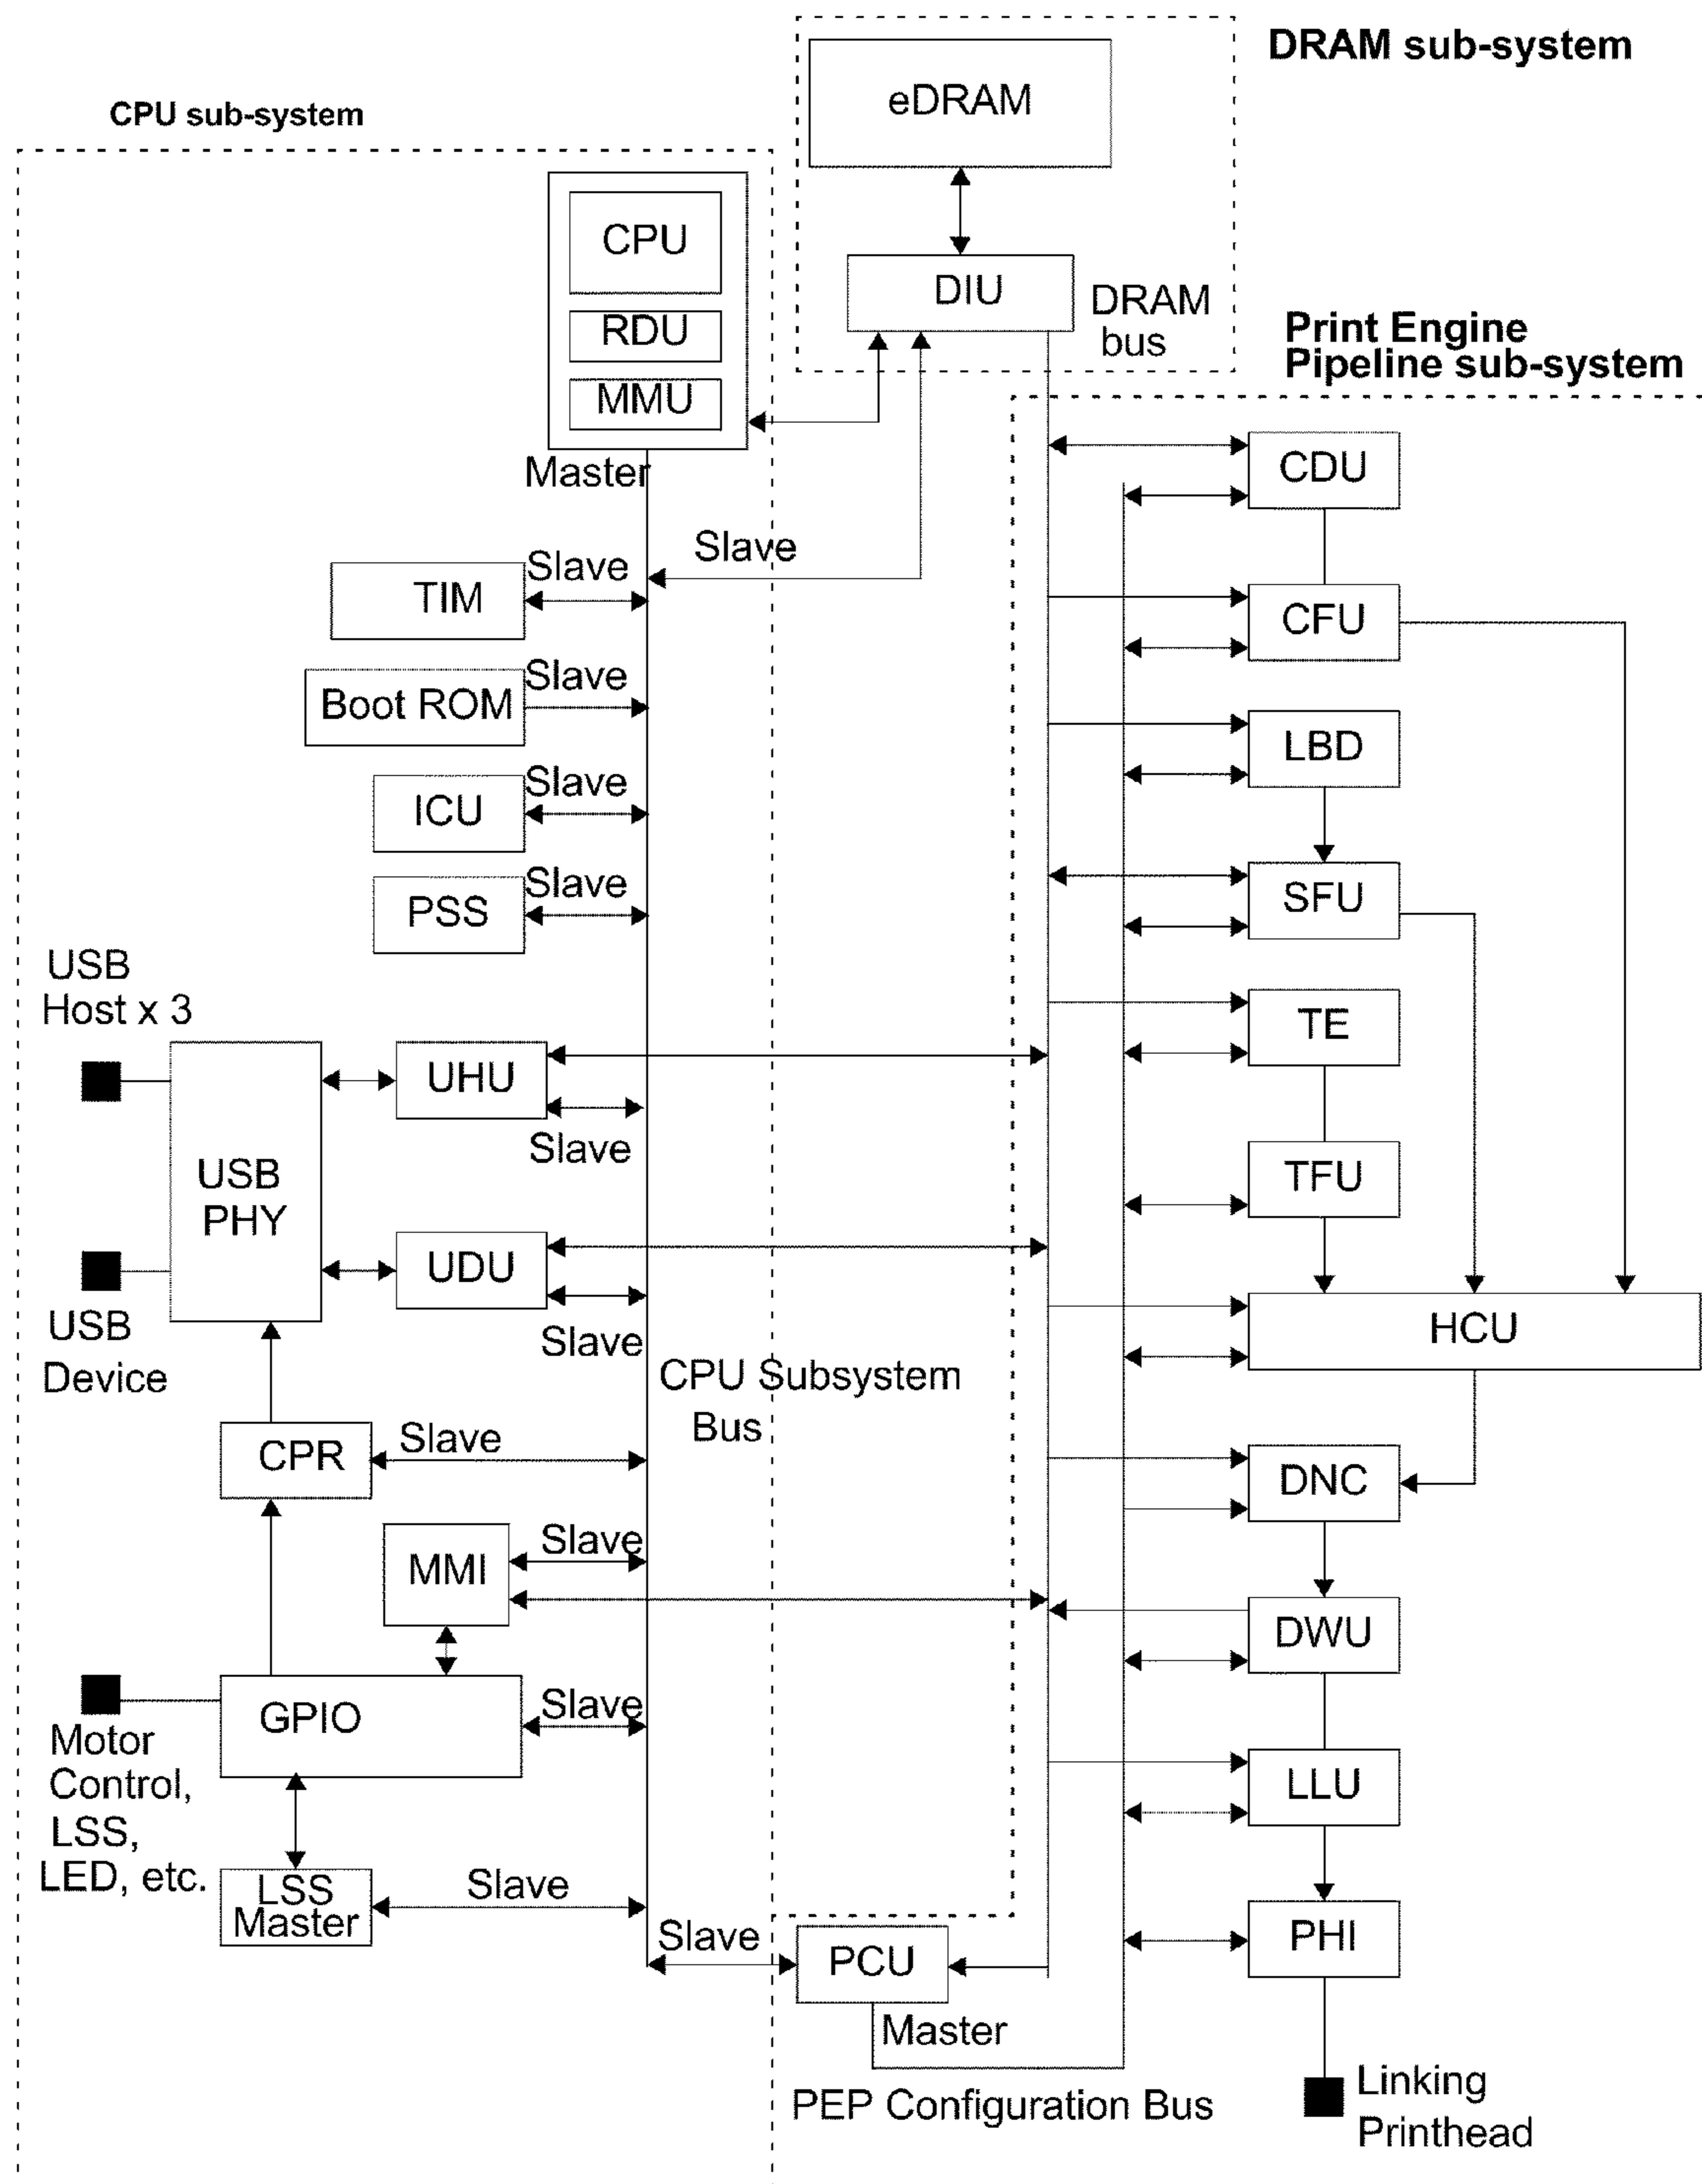 DRAM sub-system
eDRAM
CPU sub-system
CPU
DIU
DRAM
bus
RDU
Print Engine
Pipeline sub-system
MMU
Master
CDU
Slave
Slave
TIM
CFU
Slave
Boot ROM
LBD
Slave
ICU
Slave
PSS
SFU
USB
Host x 3
TE
UHU
Slave
USB
PHY
TFU
UDU
USB
Device
Slave
HCU
CPU Subsystem
Bus
CPR
Slave
DNC
MMI
Slave
DWU
GPIO
Slave
Motor
Control,
LSS,
LED, etc.
LLU
LSS
Master
Slave
Slave
PCU
PHI
Master
PEP Configuration Bus
Linking
Printhead